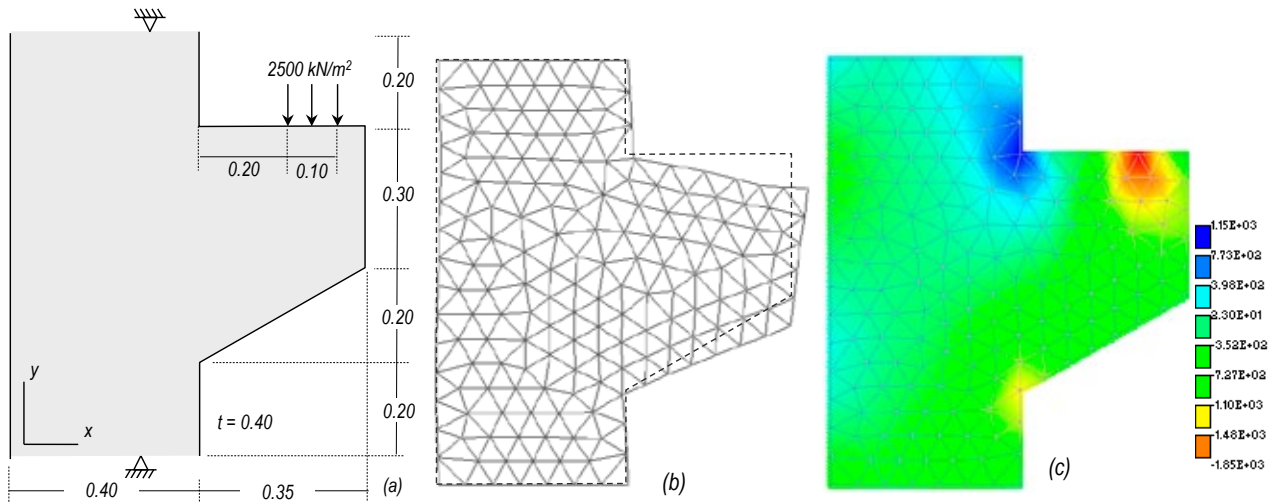 2500 kN/m²
0.20
0.20
0.10
0.30
0.20
y
x
t = 0.40
0.20
0.40
0.35
(a)
(b)
(c)
1.15E+03
7.73E+02
3.98E+02
2.30E+01
-3.52E+02
-7.27E+02
-1.10E+03
-1.48E+03
-1.85E+03